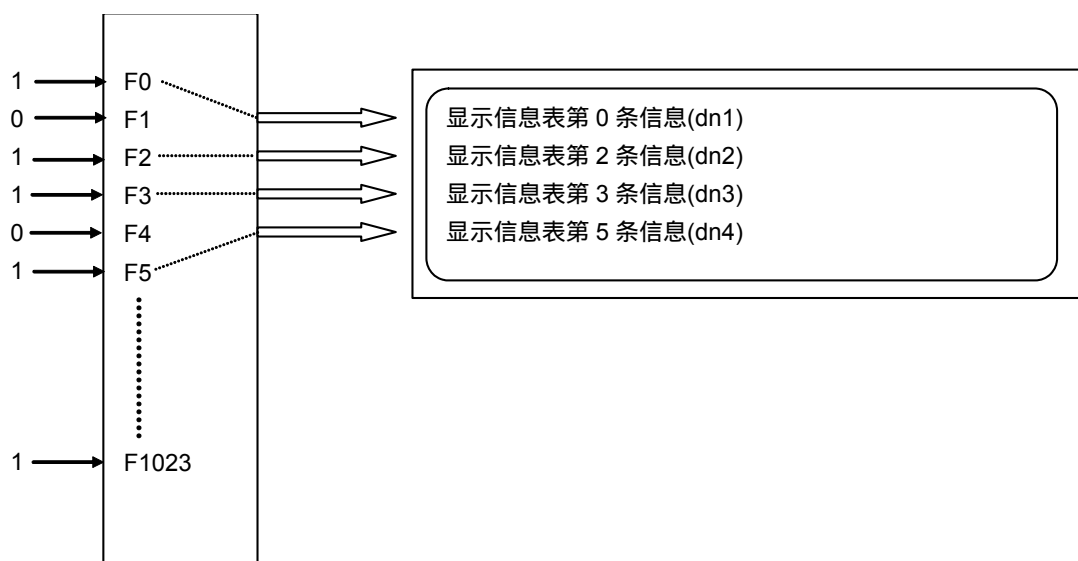 1 F0
0 F1
1 F2
1 F3
0 F4
1 F5
1 F1023
显示信息表第 0 条信息(dn1)
显示信息表第 2 条信息(dn2)
显示信息表第 3 条信息(dn3)
显示信息表第 5 条信息(dn4)